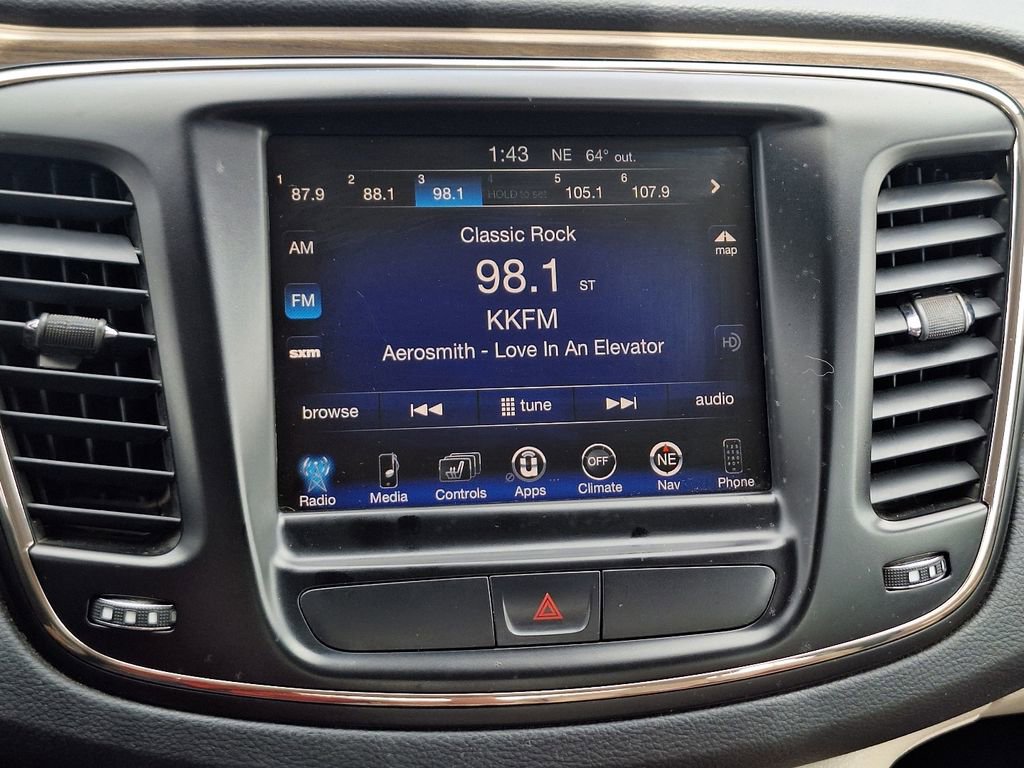 1:43 NE 64° out.
1 87.9 2 88.1 3 98.1 4 HOLD to set 5 105.1 6 107.9
Classic Rock
AM
map
98.1 ST
FM
KKFM
HD
sxm
Aerosmith - Love In An Elevator
browse tune audio
OFF NE
Radio Media Controls Apps Climate Nav Phone